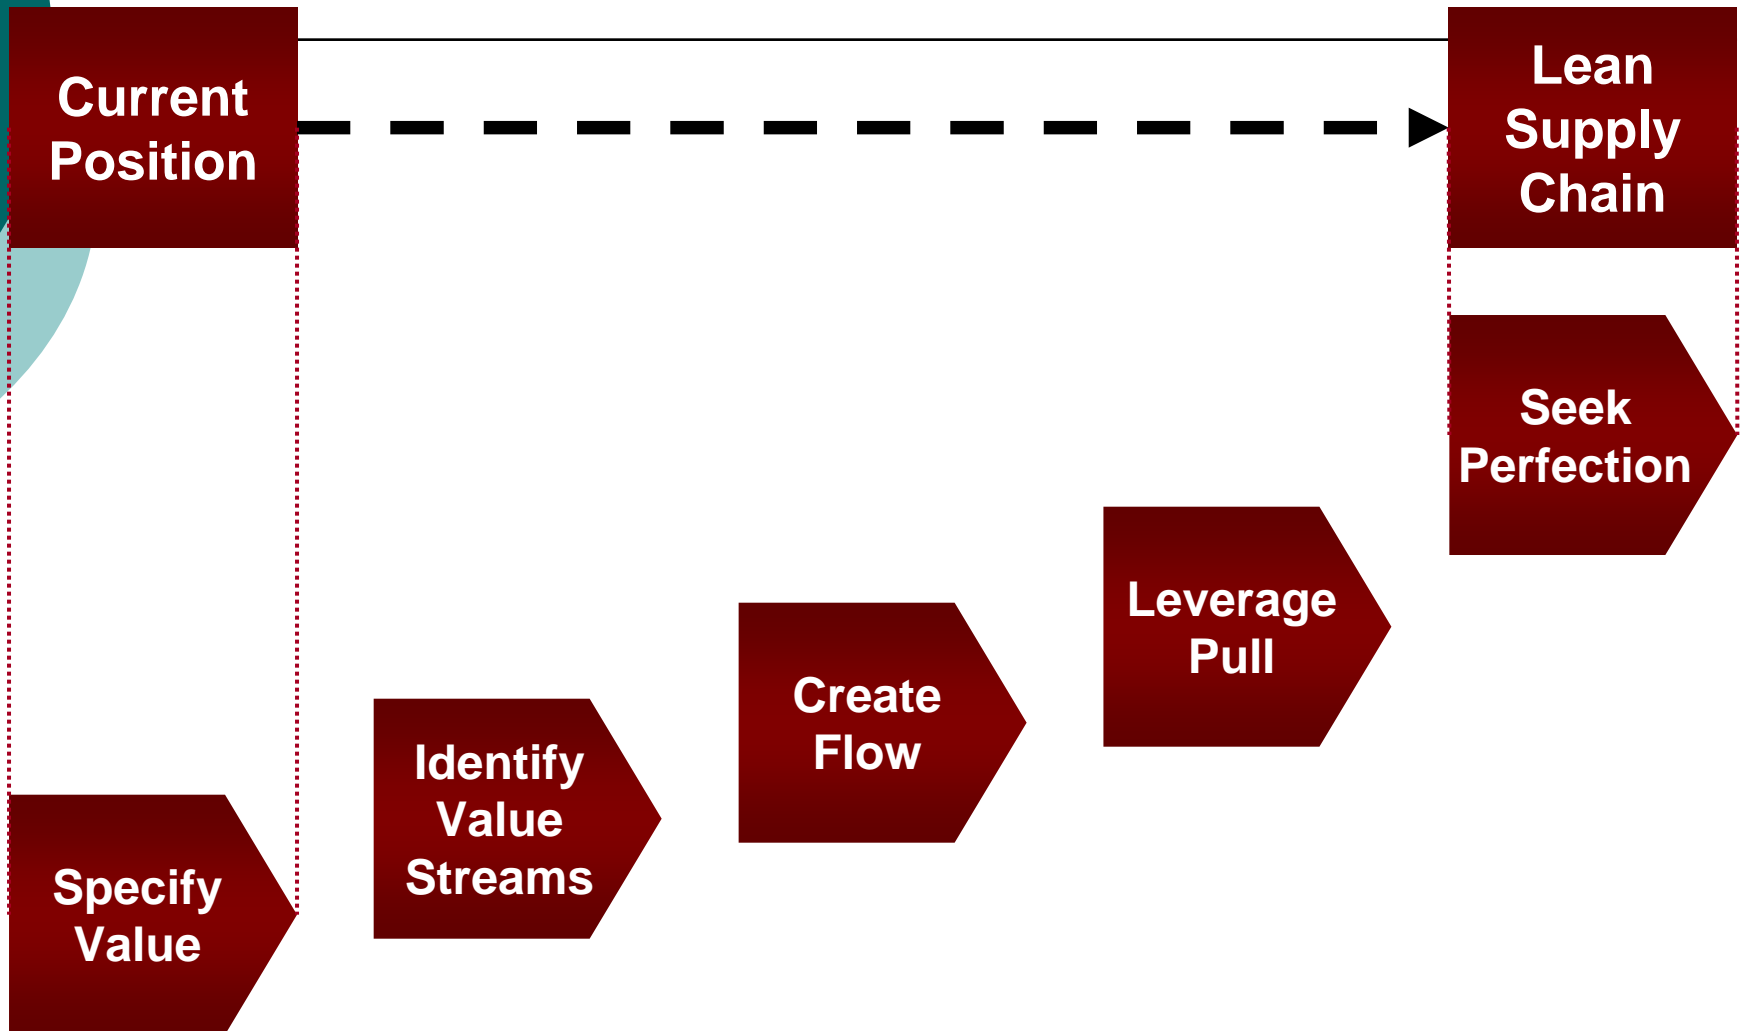 Current
Position
Lean
Supply
Chain
Seek
Perfection
Leverage
Pull
Create
Flow
Identify
Value
Streams
Specify
Value